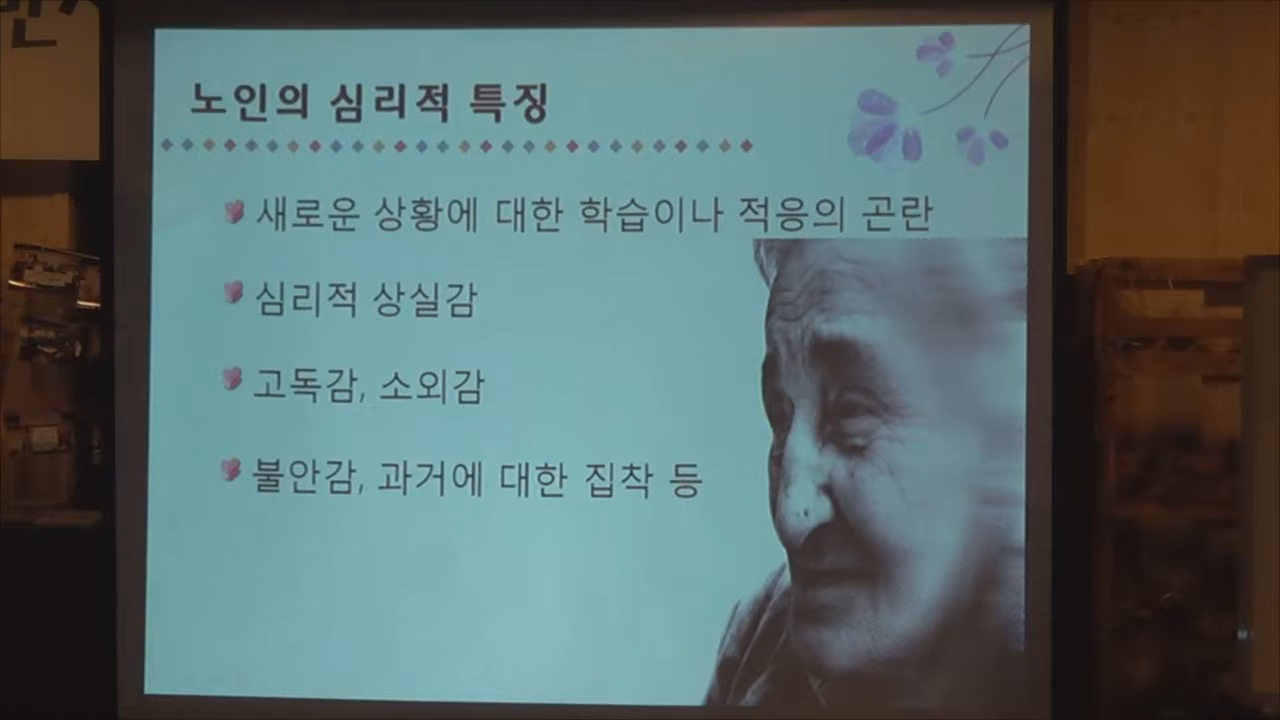 노인의 심리적 특징
새로운 상황에 대한 학습이나 적응의 곤란
심리적 상실감
고독감, 소외감
불안감, 과거에 대한 집착 등